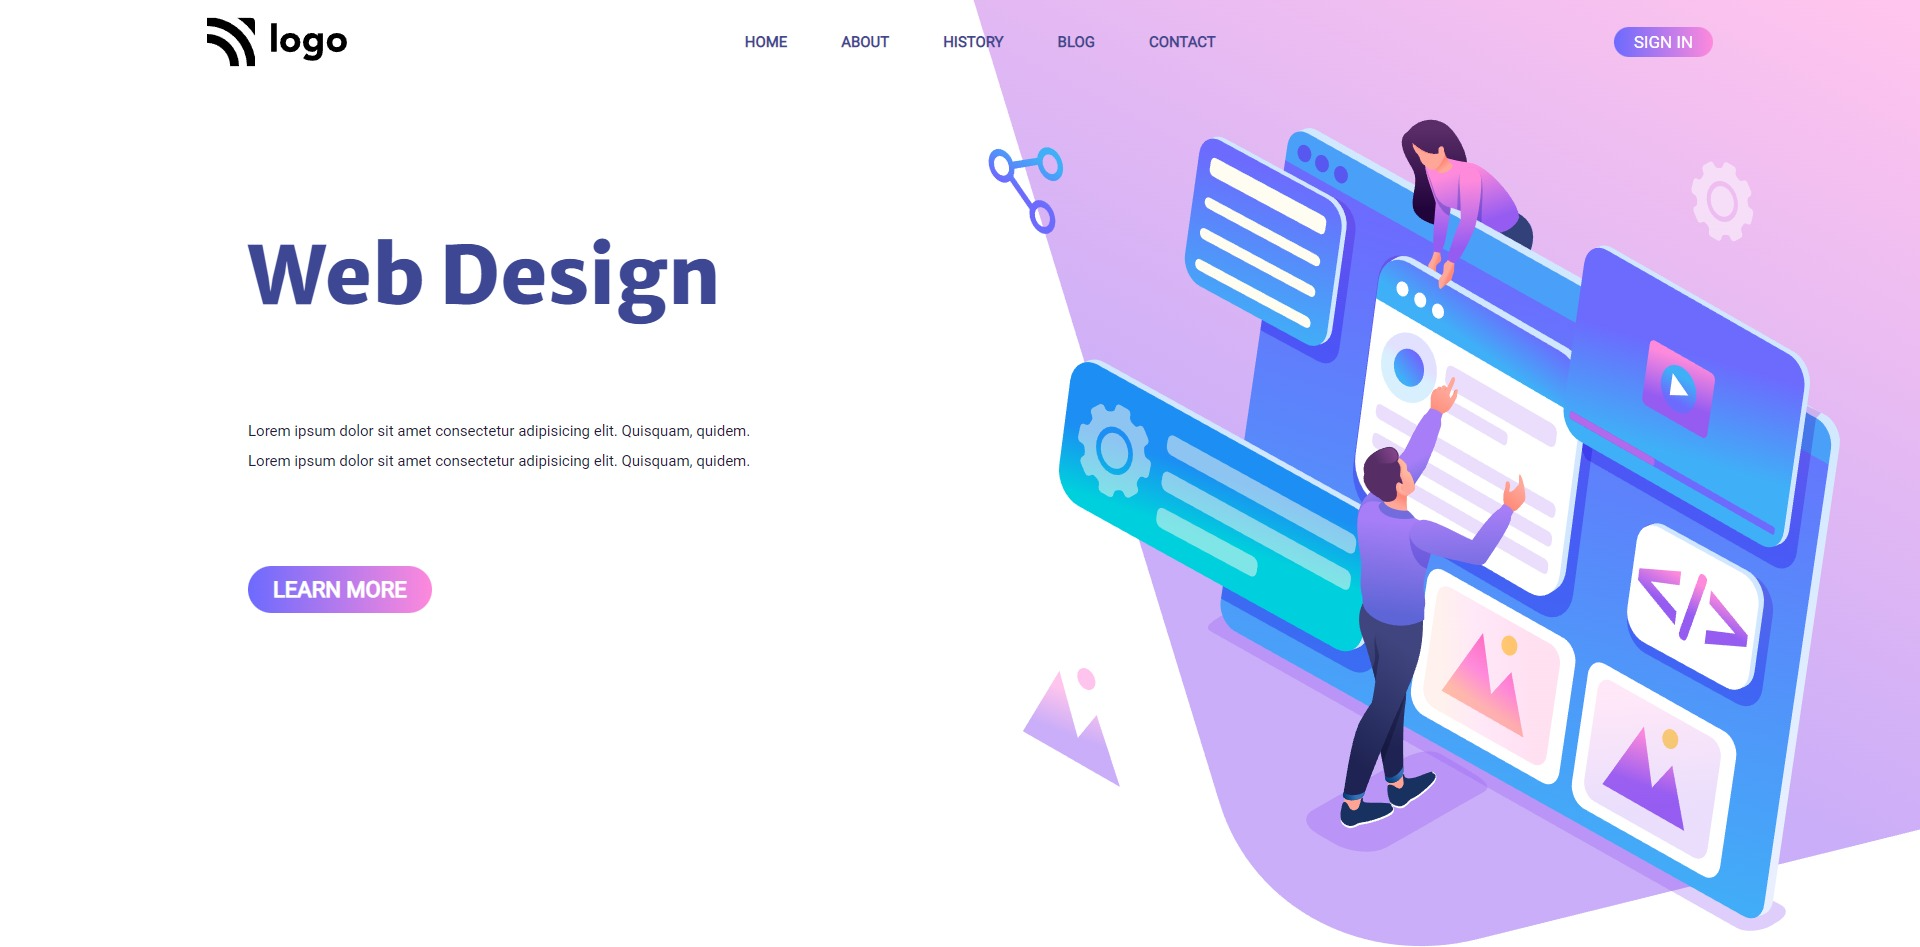 logo
HOME ABOUT HISTORY BLOG CONTACT
SIGN IN
Web Design
Lorem ipsum dolor sit amet consectetur adipisicing elit. Quisquam, quidem.
Lorem ipsum dolor sit amet consectetur adipisicing elit. Quisquam, quidem.
LEARN MORE
</>